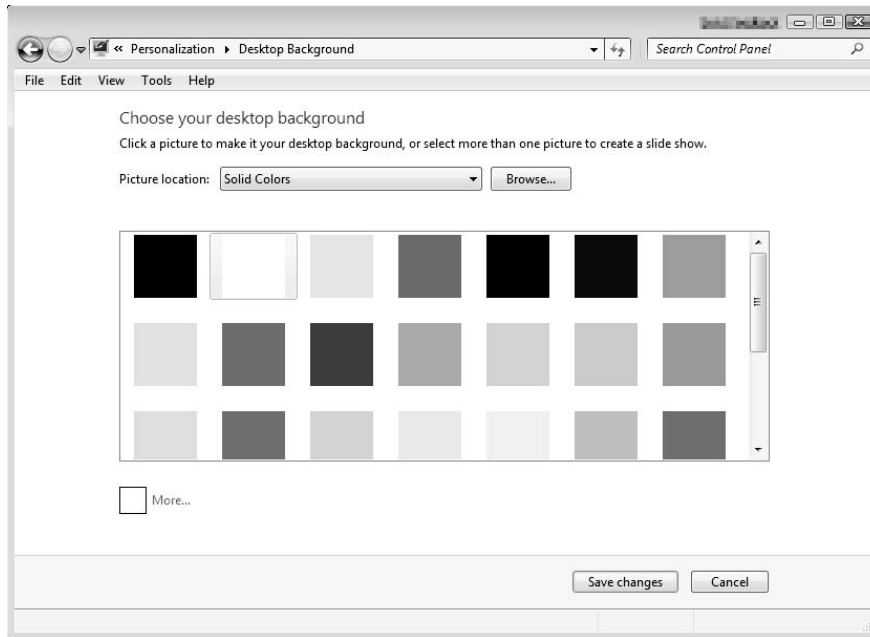 « Personalization ▸ Desktop Background
Search Control Panel
File Edit View Tools Help
Choose your desktop background
Click a picture to make it your desktop background, or select more than one picture to create a slide show.
Picture location: Solid Colors Browse...
More...
Save changes Cancel